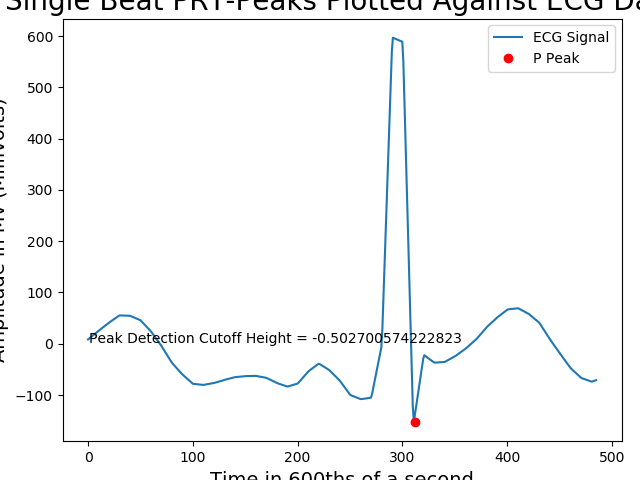 Single Beat PRT-Peaks Plotted Against ECG Da
600
500
400
300
200
100
0
−100
Amplitude in MV (Millivolts)
ECG Signal
P Peak
Peak Detection Cutoff Height = -0.502700574222823
0
100
200
300
400
500
Time in 600ths of a second